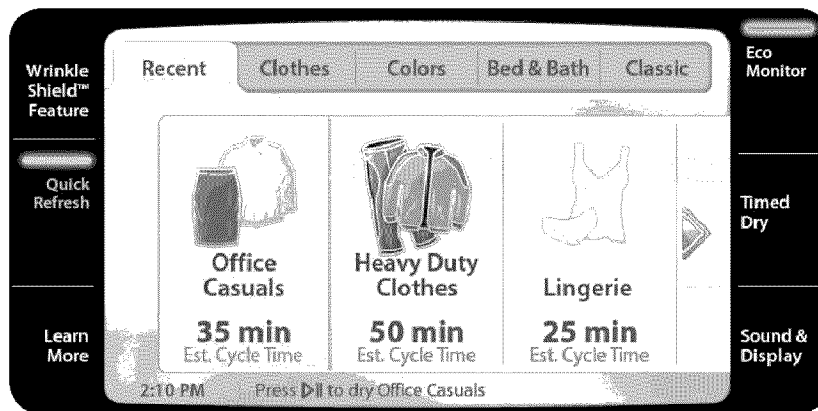 Wrinkle
Shield™
Feature
Quick
Refresh
Learn
More
Recent Clothes Colors Bed & Bath Classic
Office
Casuals
35 min
Est. Cycle Time
Heavy Duty
Clothes
50 min
Est. Cycle Time
Lingerie
25 min
Est. Cycle Time
2:10 PM Press ▷II to dry Office Casuals
Eco
Monitor
Timed
Dry
Sound &
Display